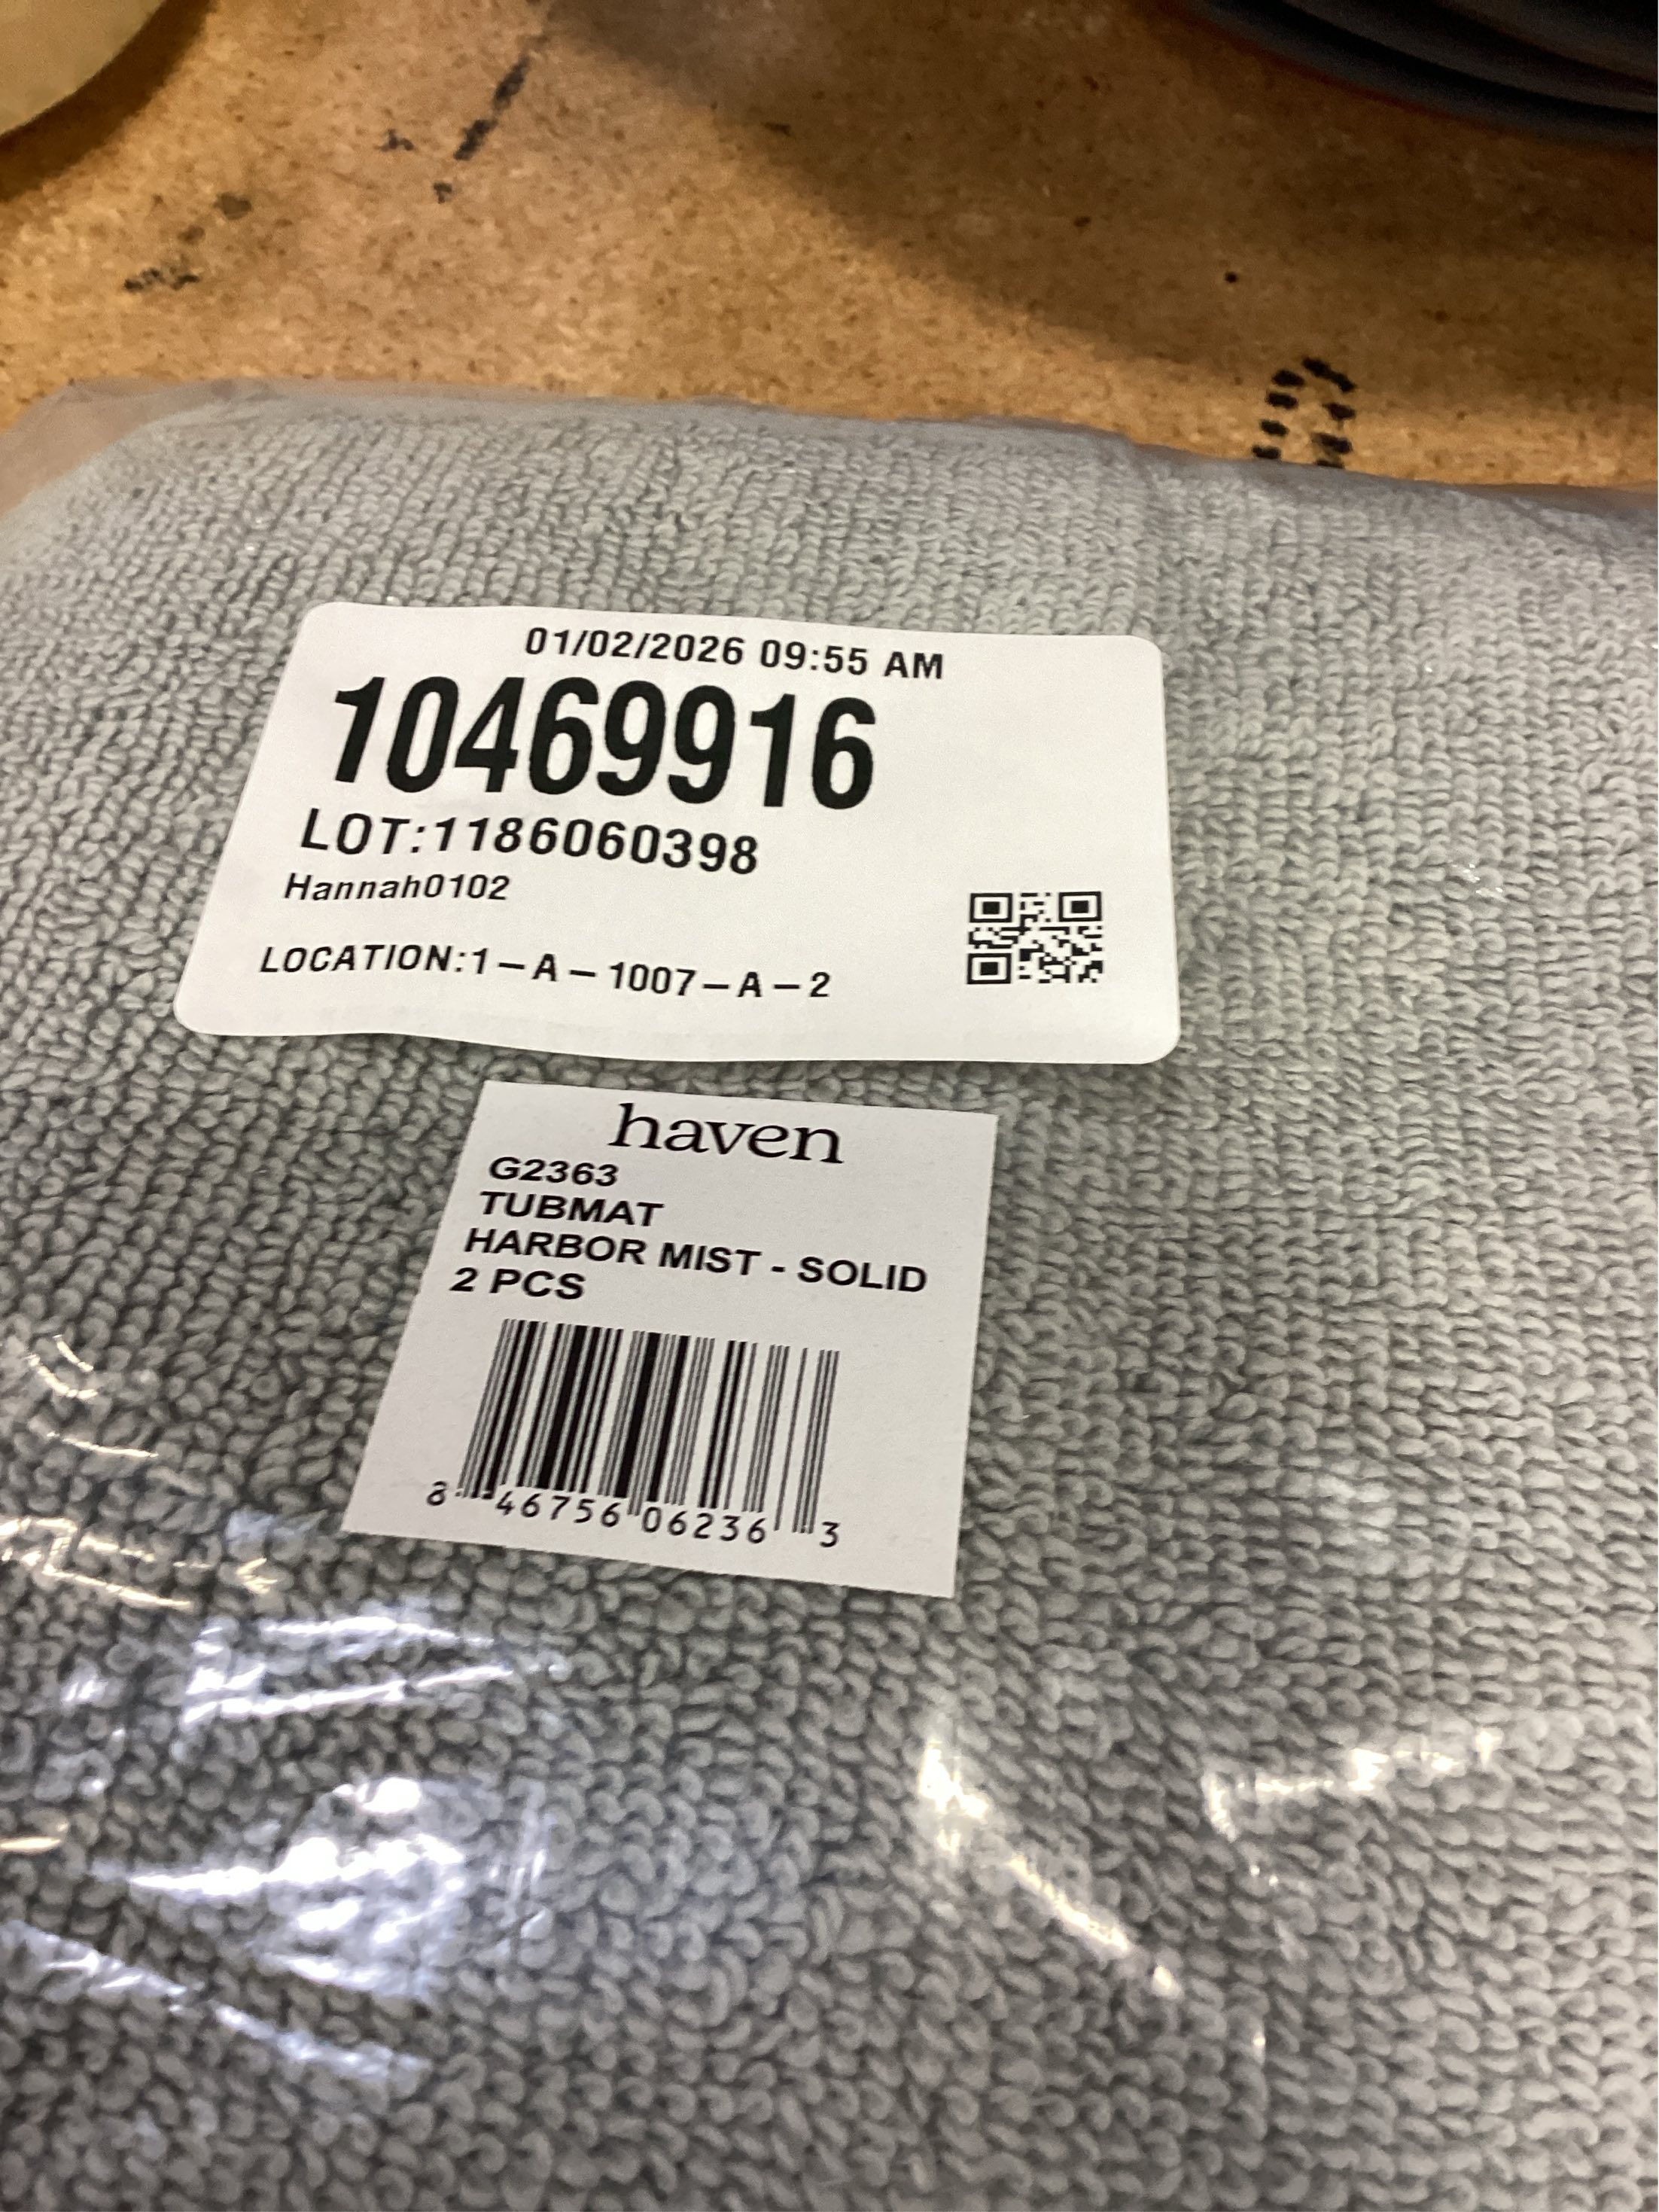 01/02/2026 09:55 AM
10469916
LOT:1186060398
Hannah0102
LOCATION:1-A-1007-A-2
haven
G2363
TUBMAT
HARBOR MIST - SOLID
2 PCS
8 46756 06236 3